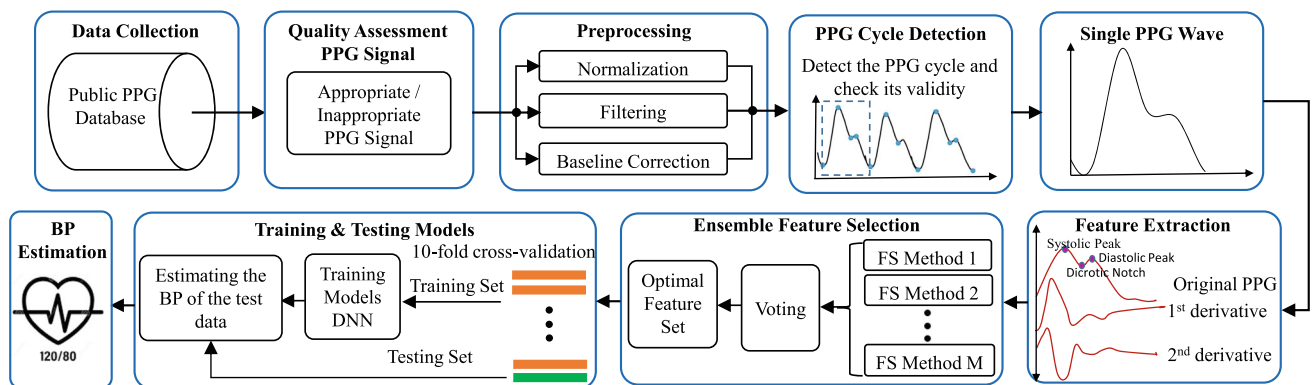 Data Collection
Public PPG
Database
Quality Assessment
PPG Signal
Appropriate /
Inappropriate
PPG Signal
Preprocessing
Normalization
Filtering
Baseline Correction
PPG Cycle Detection
Detect the PPG cycle and
check its validity
Single PPG Wave
Feature Extraction
Systolic Peak
Diastolic Peak
Dicrotic Notch
Original PPG
1st derivative
2nd derivative
Ensemble Feature Selection
FS Method 1
FS Method 2
FS Method M
Voting
Optimal
Feature
Set
Training & Testing Models
10-fold cross-validation
Training Set
Testing Set
Training
Models
DNN
Estimating the
BP of the test
data
BP
Estimation
120/80